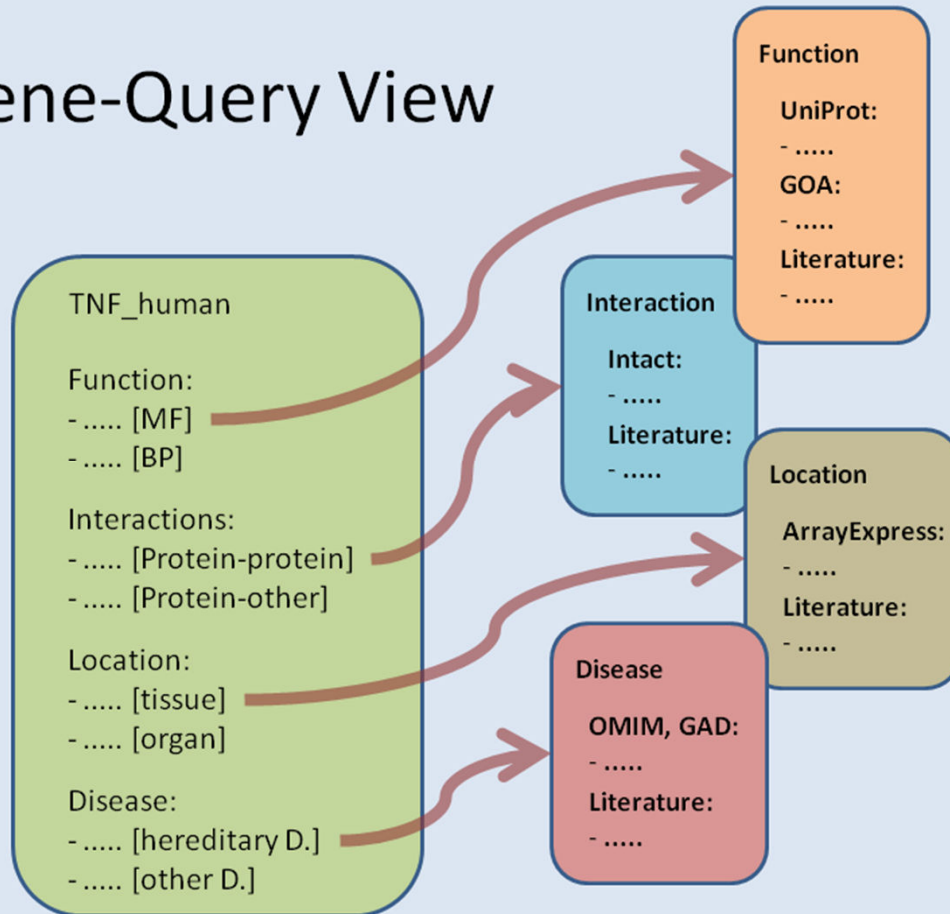 ene-Query View
TNF_human
Function:
- ..... [MF]
- ..... [BP]
Interactions:
- ..... [Protein-protein]
- ..... [Protein-other]
Location:
- ..... [tissue]
- ..... [organ]
Disease:
- ..... [hereditary D.]
- ..... [other D.]
Function
UniProt:
- .....
GOA:
- .....
Literature:
- .....
Interaction
Intact:
- .....
Literature:
- .....
Location
ArrayExpress:
- .....
Literature:
- .....
Disease
OMIM, GAD:
- .....
Literature:
- .....